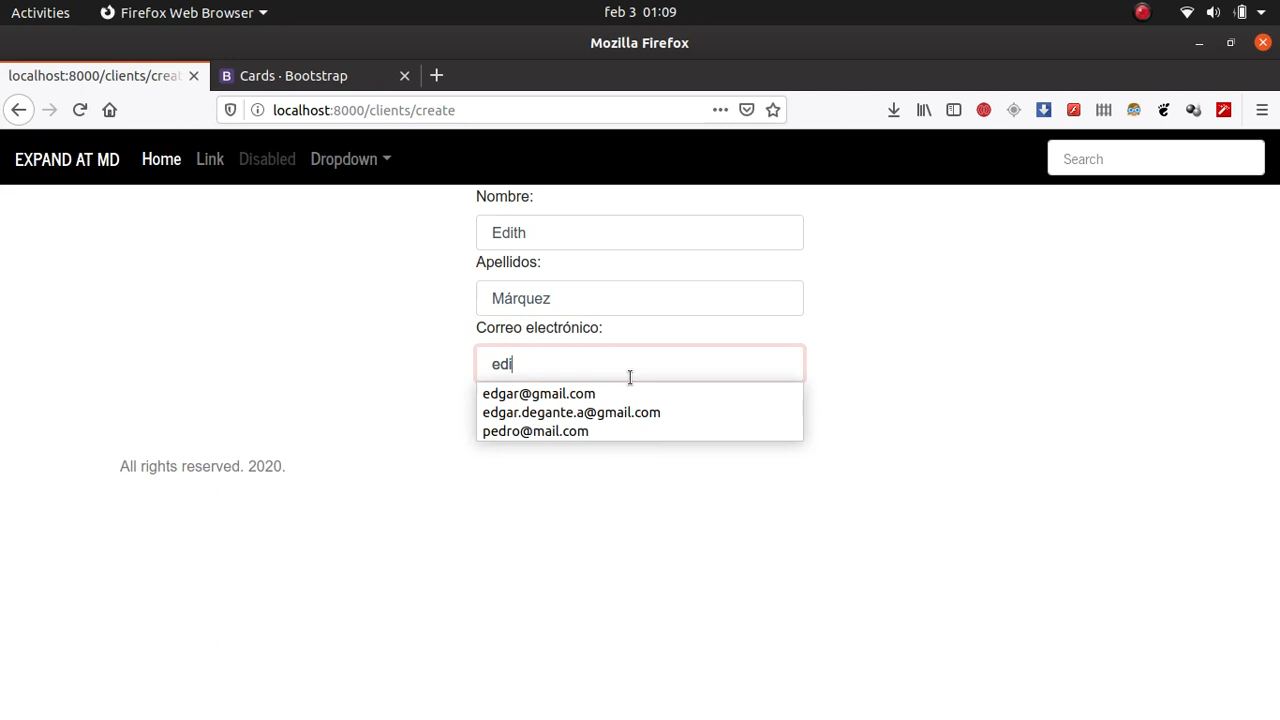 Activities Firefox Web Browser feb 3 01:09
Mozilla Firefox
localhost:8000/clients/creat Cards · Bootstrap
localhost:8000/clients/create
EXPAND AT MD Home Link Disabled Dropdown Search
Nombre:
Edith
Apellidos:
Márquez
Correo electrónico:
edi
edgar@gmail.com
edgar.degante.a@gmail.com
pedro@mail.com
All rights reserved. 2020.